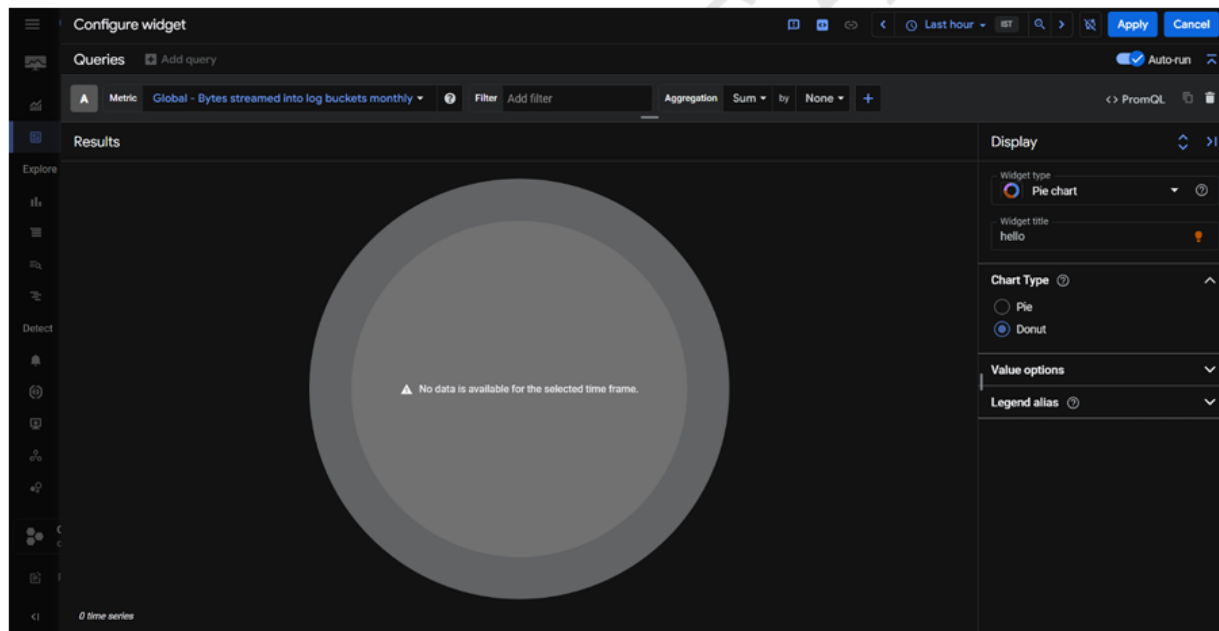 Configure widget
Last hour
IST
Apply
Cancel
Queries
Add query
Auto-run
A
Metric
Global - Bytes streamed into log buckets monthly
Filter
Add filter
Aggregation
Sum
by
None
<> PromQL
Results
Display
Explore
Widget type
Pie chart
Widget title
hello
Chart Type
Pie
Detect
Donut
Value options
No data is available for the selected time frame.
Legend alias
0 time series